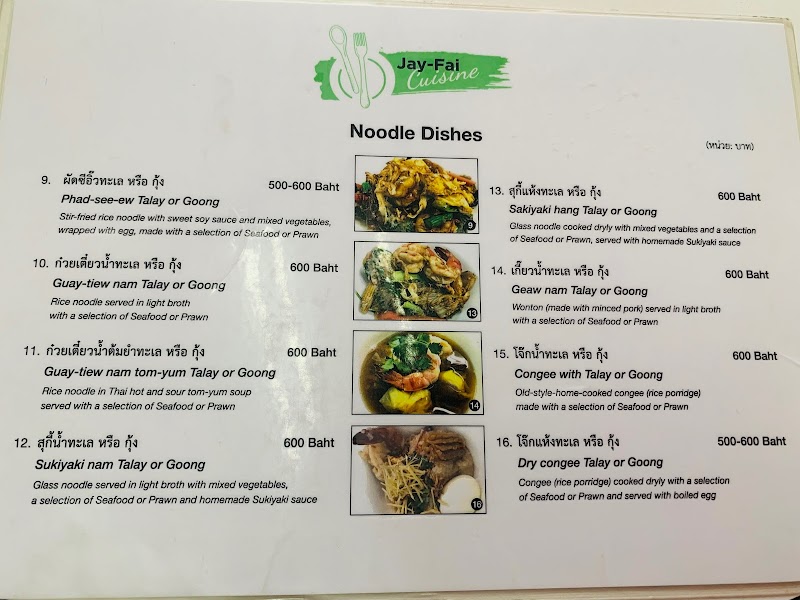 Jay-Fai
Cuisine
Noodle Dishes
(หน่วย: บาท)
9. ผัดซีอิ๊วทะเล หรือ กุ้ง 500-600 Baht
Phad-see-ew Talay or Goong
Stir-fried rice noodle with sweet soy sauce and mixed vegetables,
wrapped with egg, made with a selection of Seafood or Prawn
10. ก๋วยเตี๋ยวน้ำทะเล หรือ กุ้ง 600 Baht
Guay-tiew nam Talay or Goong
Rice noodle served in light broth
with a selection of Seafood or Prawn
11. ก๋วยเตี๋ยวน้ำต้มยำทะเล หรือ กุ้ง 600 Baht
Guay-tiew nam tom-yum Talay or Goong
Rice noodle in Thai hot and sour tom-yum soup
served with a selection of Seafood or Prawn
12. สุกี้น้ำทะเล หรือ กุ้ง 600 Baht
Sukiyaki nam Talay or Goong
Glass noodle served in light broth with mixed vegetables,
a selection of Seafood or Prawn and homemade Sukiyaki sauce
9
13
14
16
13. สุกี้แห้งทะเล หรือ กุ้ง 600 Baht
Sakiyaki hang Talay or Goong
Glass noodle cooked dryly with mixed vegetables and a selection
of Seafood or Prawn, served with homemade Sukiyaki sauce
14. เกี๊ยวน้ำทะเล หรือ กุ้ง 600 Baht
Geaw nam Talay or Goong
Wonton (made with minced pork) served in light broth
with a selection of Seafood or Prawn
15. โจ๊กน้ำทะเล หรือ กุ้ง 600 Baht
Congee with Talay or Goong
Old-style-home-cooked congee (rice porridge)
made with a selection of Seafood or Prawn
16. โจ๊กแห้งทะเล หรือ กุ้ง 500-600 Baht
Dry congee Talay or Goong
Congee (rice porridge) cooked dryly with a selection
of Seafood or Prawn and served with boiled egg